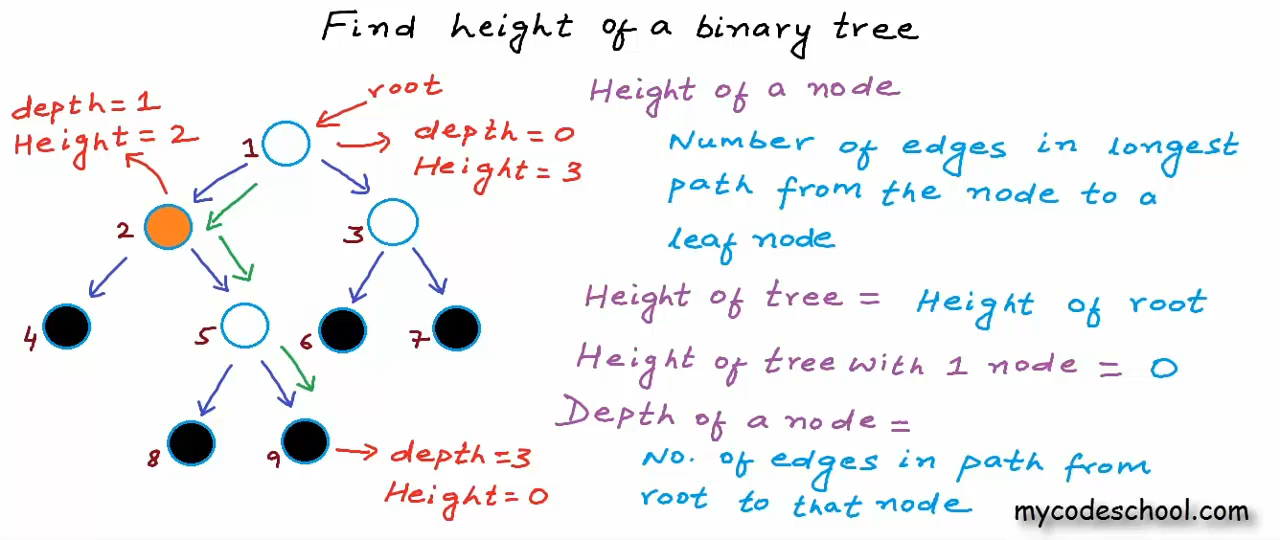 Find height of a binary tree
depth = 1
Height = 2
root
1
depth = 0
Height = 3
2
3
4
5
6
7
8
9
depth = 3
Height = 0
Height of a node
Number of edges in longest
path from the node to a
leaf node
Height of tree = Height of root
Height of tree with 1 node = 0
Depth of a node =
No. of edges in path from
root to that node
mycodeschool.com